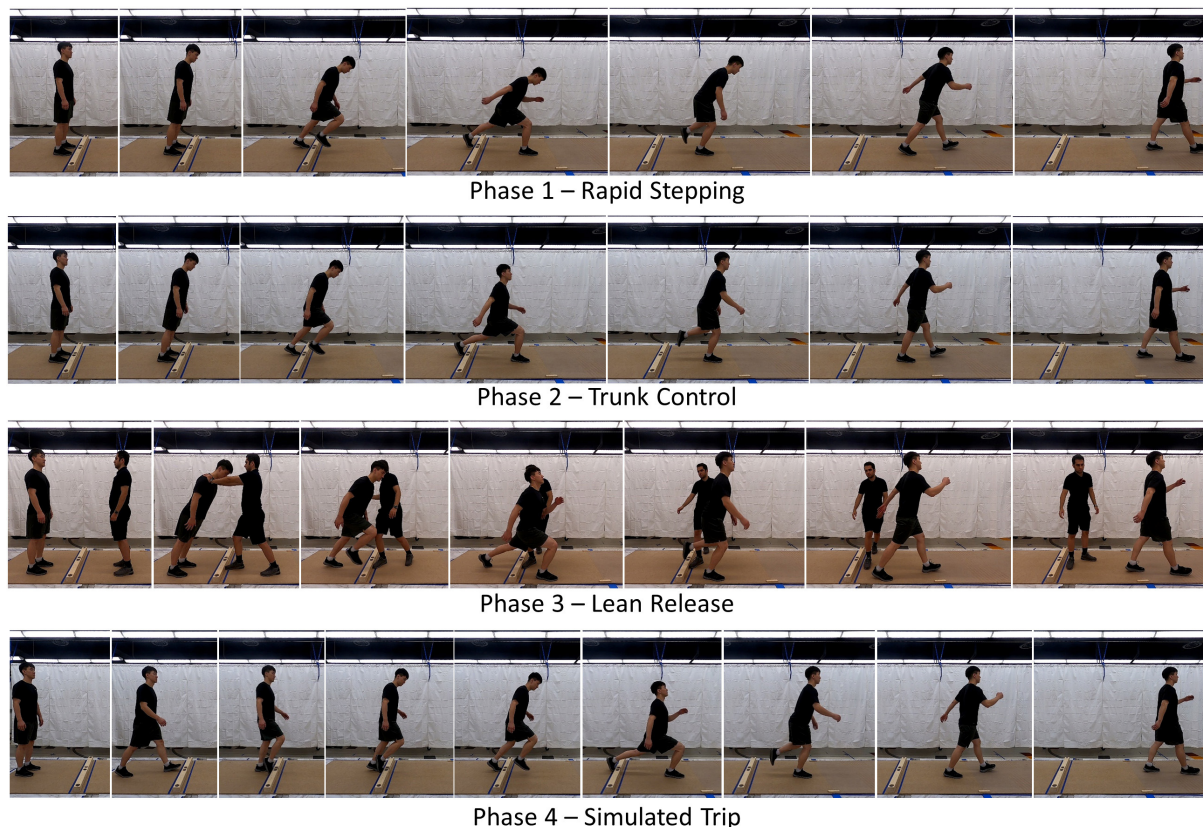 Phase 1 – Rapid Stepping
Phase 2 – Trunk Control
Phase 3 – Lean Release
Phase 4 – Simulated Trip